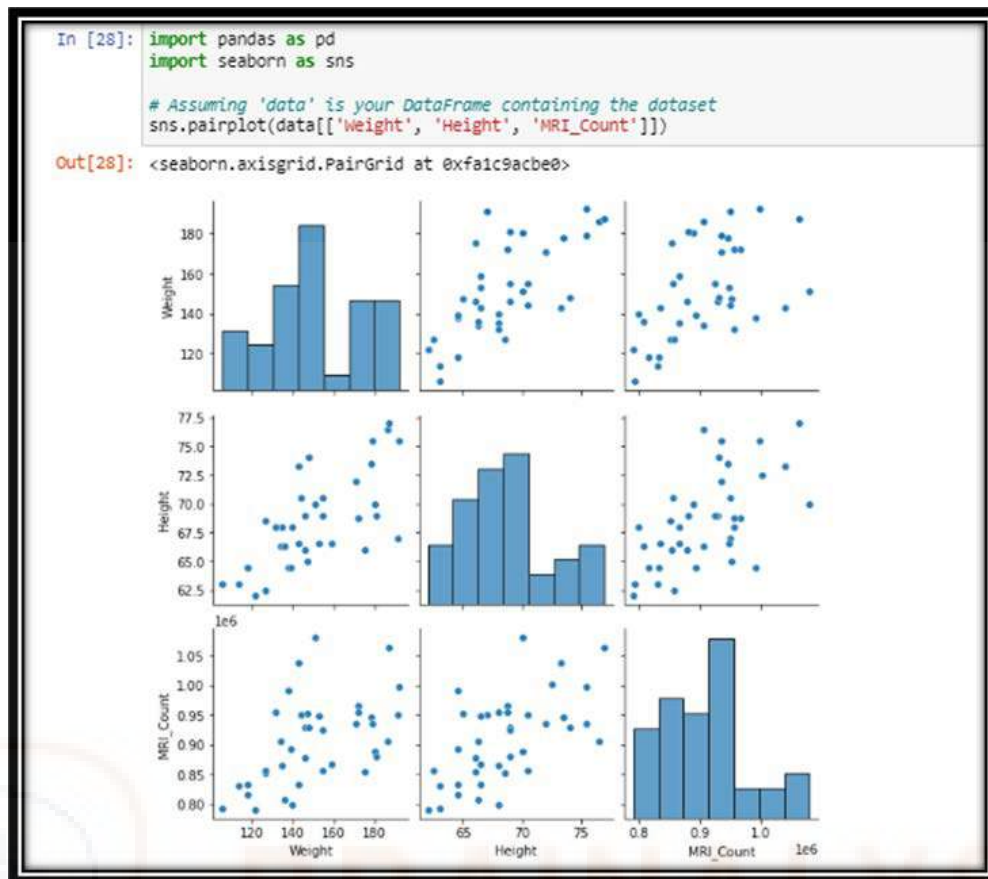 In [28]: import pandas as pd
import seaborn as sns
# Assuming 'data' is your DataFrame containing the dataset
sns.pairplot(data[['Weight', 'Height', 'MRI_Count']])
Out[28]: <seaborn.axisgrid.PairGrid at 0xfa1c9acbe0>
180
160
140
120
Weight
77.5
75.0
72.5
70.0
67.5
65.0
62.5
Height
1e6
1.05
1.00
0.95
0.90
0.85
0.80
MRI_Count
120 140 160 180 65 70 75 0.8 0.9 1.0 1e6
Weight Height MRI_Count